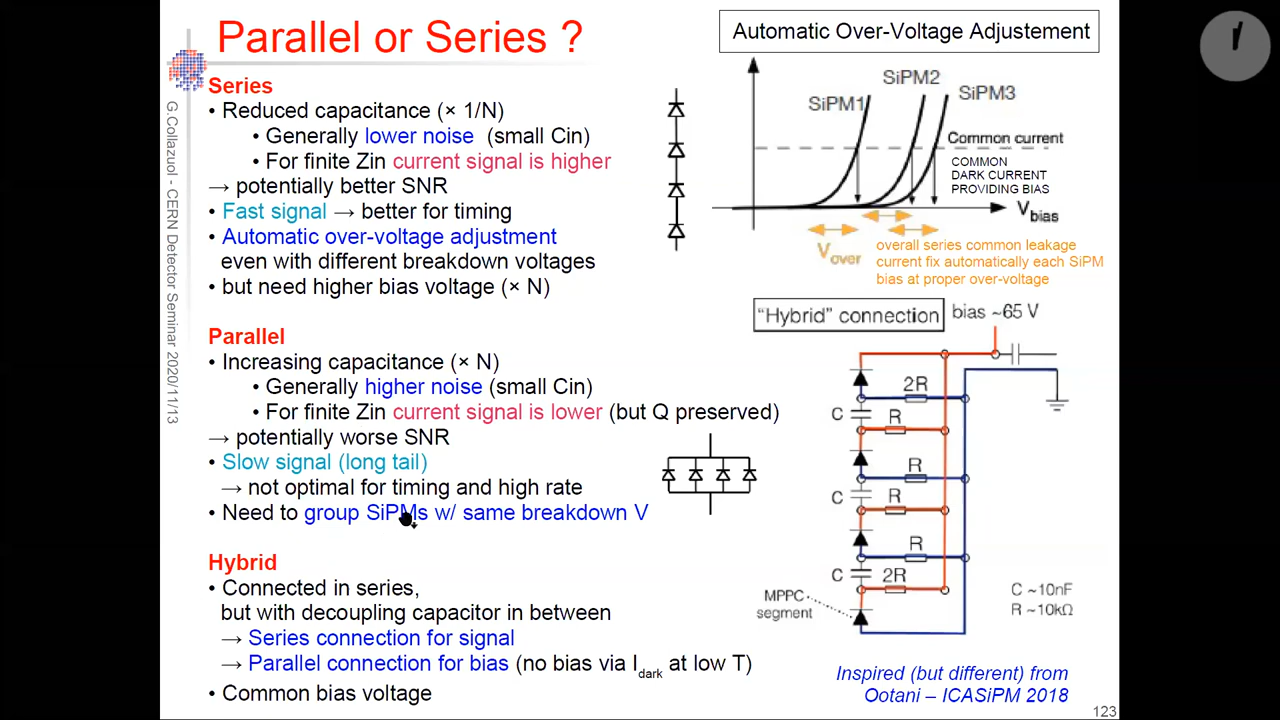 Parallel or Series ?
Series
• Reduced capacitance (× 1/N)
• Generally lower noise (small Cin)
• For finite Zin current signal is higher
→ potentially better SNR
• Fast signal → better for timing
• Automatic over-voltage adjustment
even with different breakdown voltages
• but need higher bias voltage (× N)
Parallel
• Increasing capacitance (× N)
• Generally higher noise (small Cin)
• For finite Zin current signal is lower (but Q preserved)
→ potentially worse SNR
• Slow signal (long tail)
→ not optimal for timing and high rate
• Need to group SiPMs w/ same breakdown V
Hybrid
• Connected in series,
but with decoupling capacitor in between
→ Series connection for signal
→ Parallel connection for bias (no bias via Idark at low T)
• Common bias voltage
G.Collazuol - CERN Detector Seminar 2020/11/13
Automatic Over-Voltage Adjustement
SiPM1
SiPM2
SiPM3
Common current
COMMON
DARK CURRENT
PROVIDING BIAS
Vbias
Vover
overall series common leakage
current fix automatically each SiPM
bias at proper over-voltage
"Hybrid" connection
bias ~65 V
2R
C
R
R
C
R
R
C
2R
MPPC
segment
C ~10nF
R ~10kΩ
Inspired (but different) from
Ootani – ICASiPM 2018
123